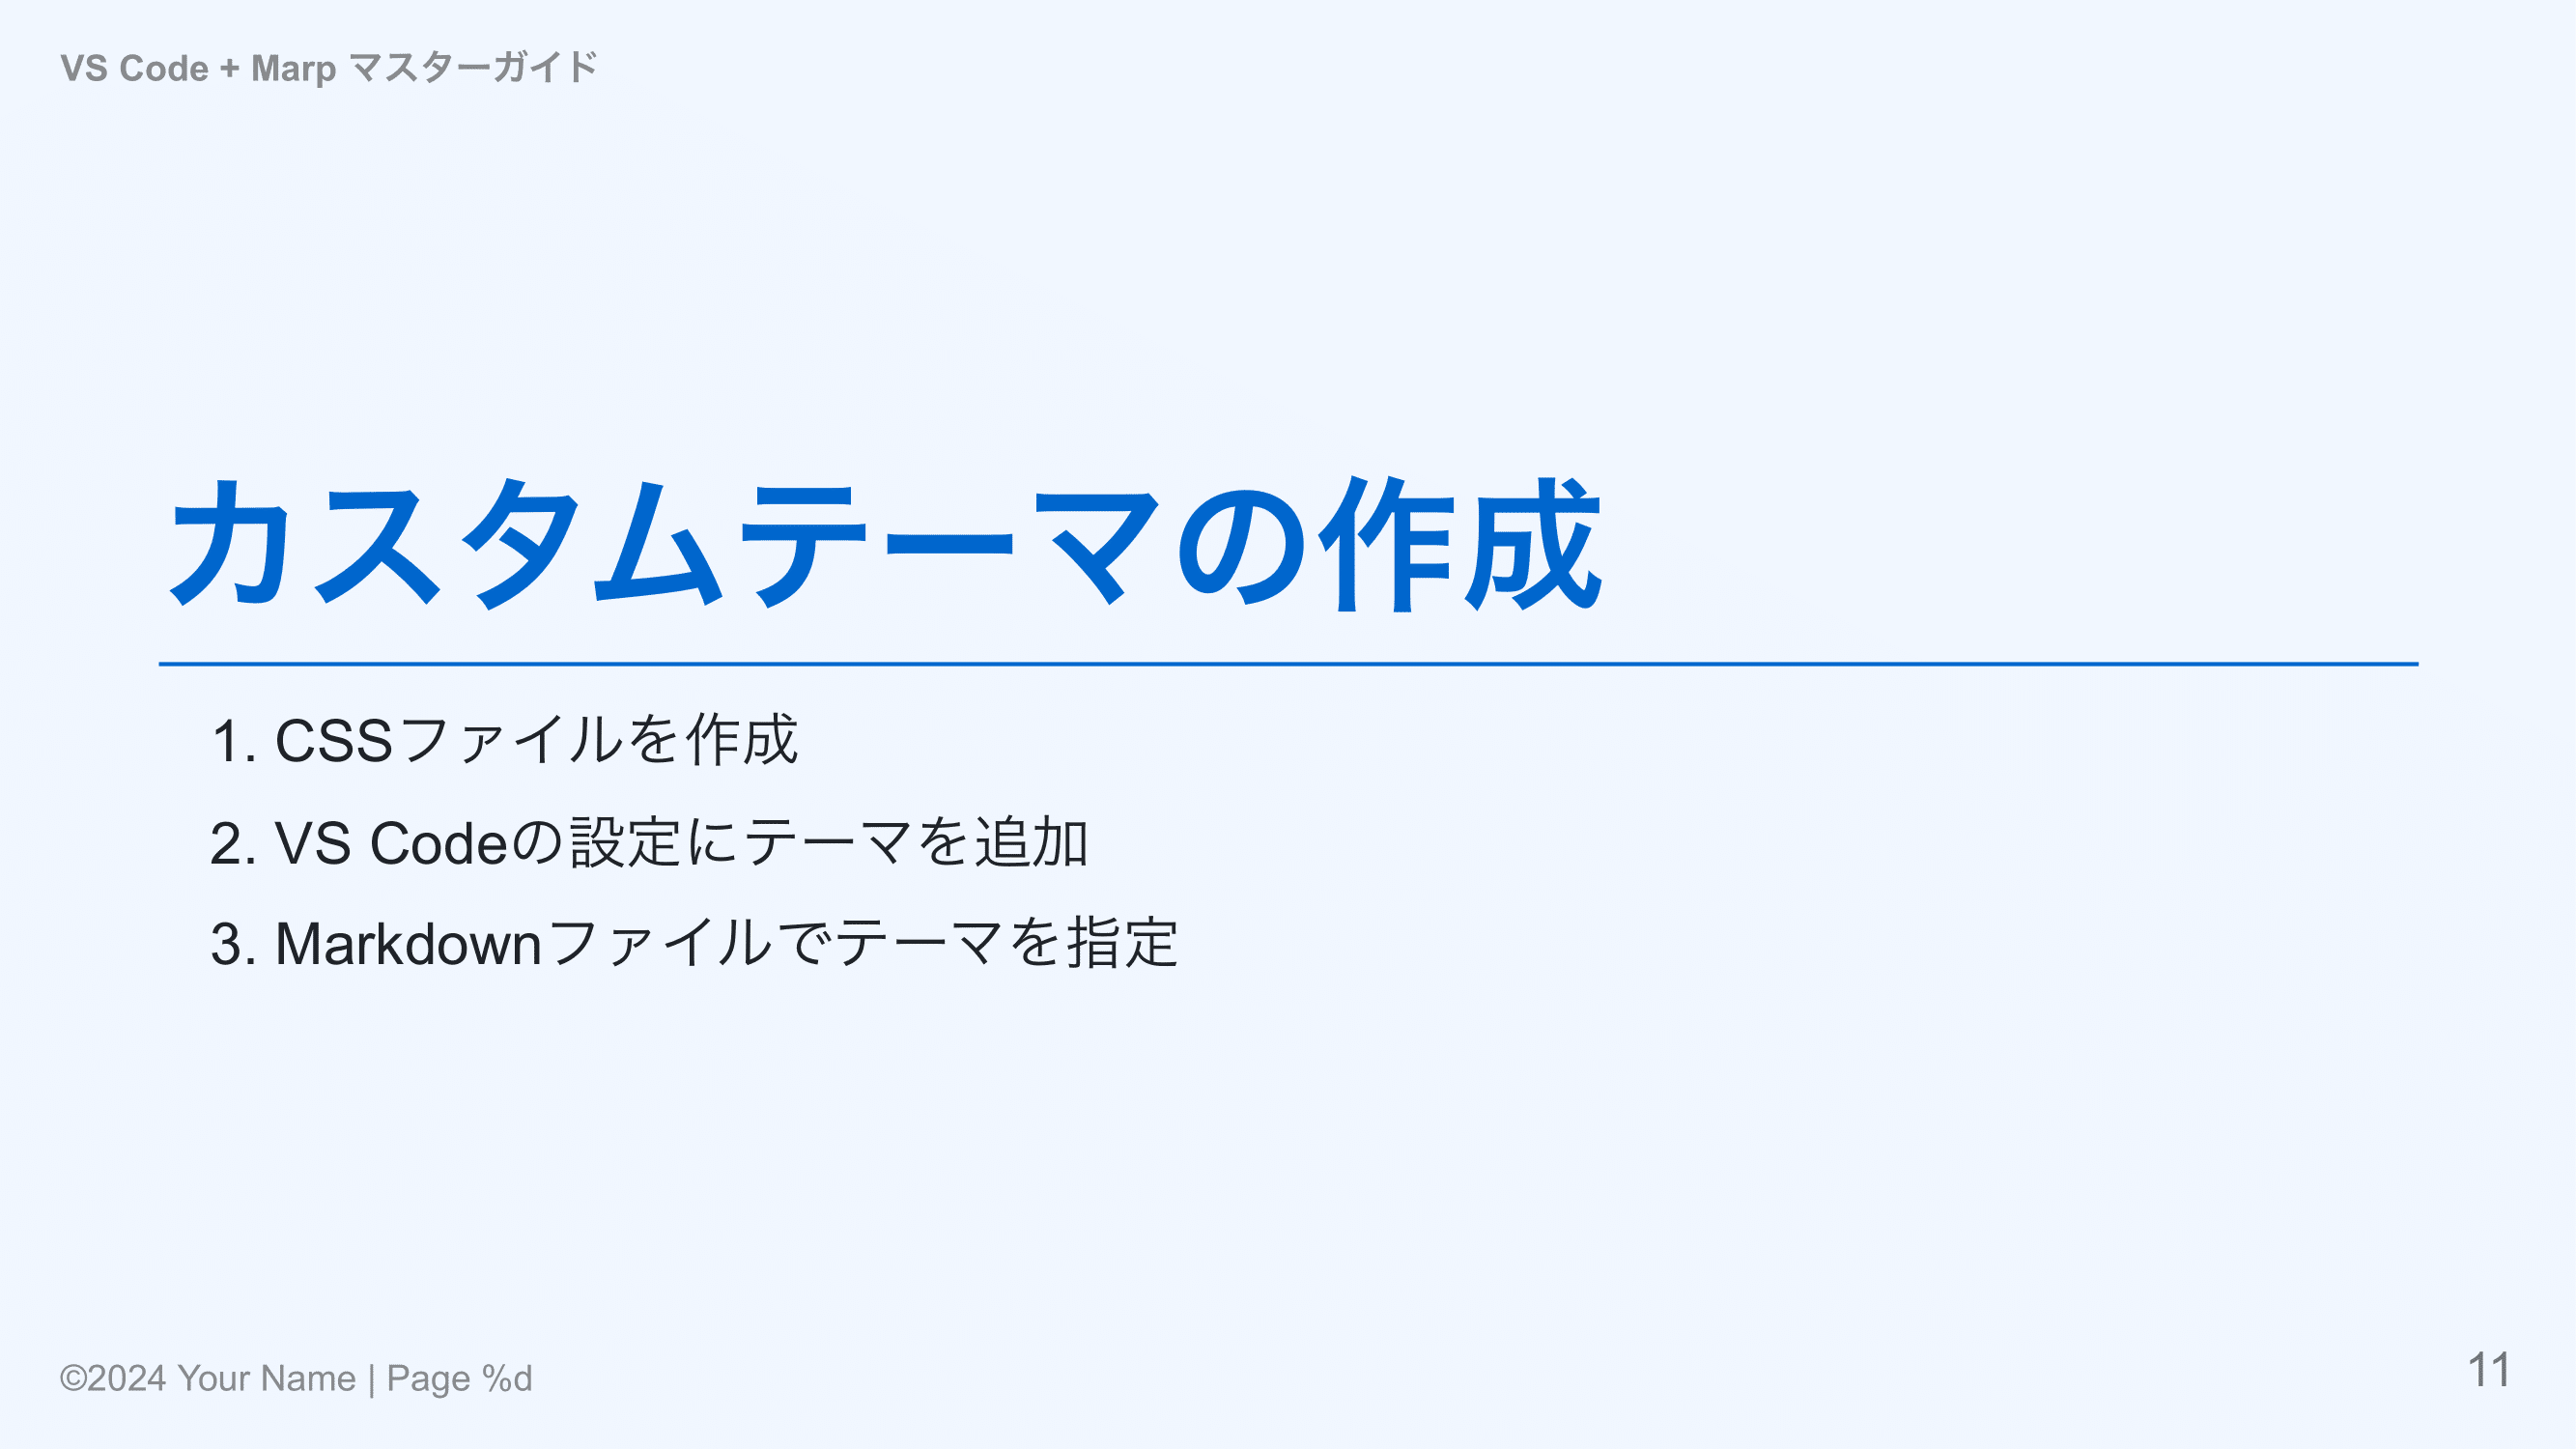 VS Code + Marp マスターガイド
カスタムテーマの作成
1. CSSファイルを作成
2. VS Codeの設定にテーマを追加
3. Markdownファイルでテーマを指定
©2024 Your Name | Page %d
11